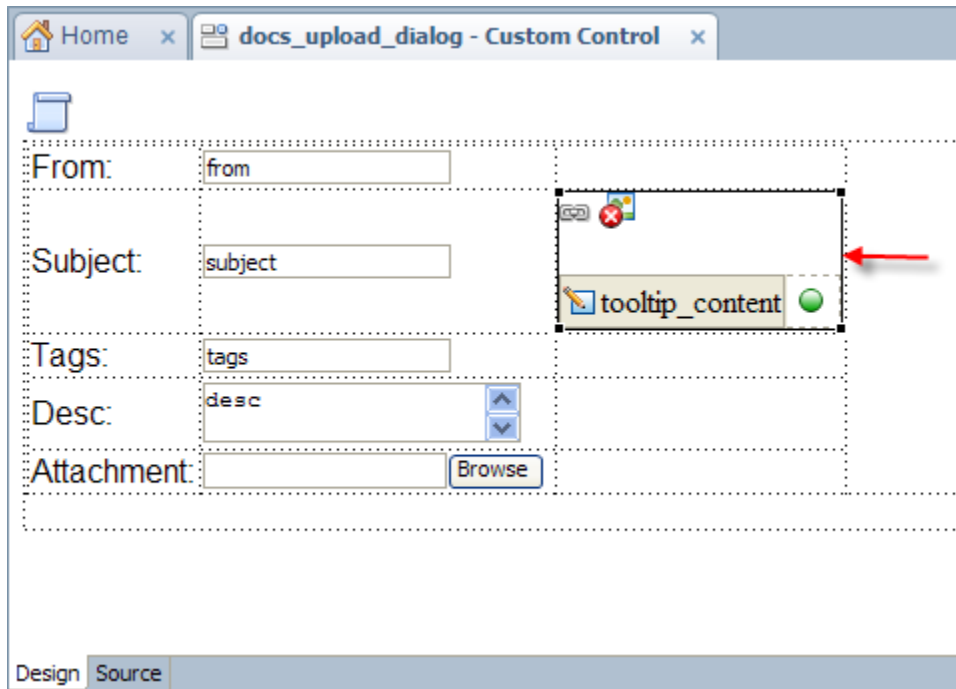 Home
docs_upload_dialog - Custom Control
From:
from
Subject:
subject
tooltip_content
Tags:
tags
Desc:
desc
Attachment:
Browse
Design
Source